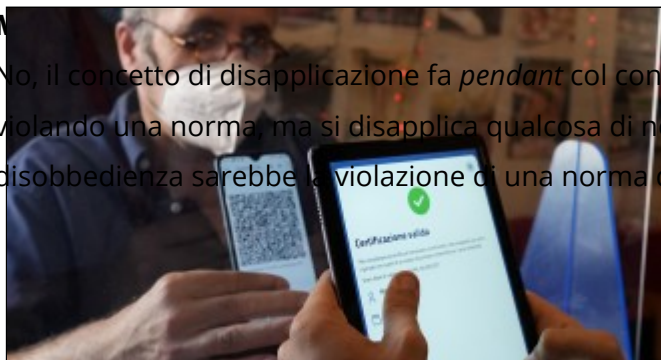 No, il concetto di disapplicazione fa pendant col con
violando una norma, ma si disapplica qualcosa di n
disobbedienza sarebbe la violazione di una norma
Certificazione valida